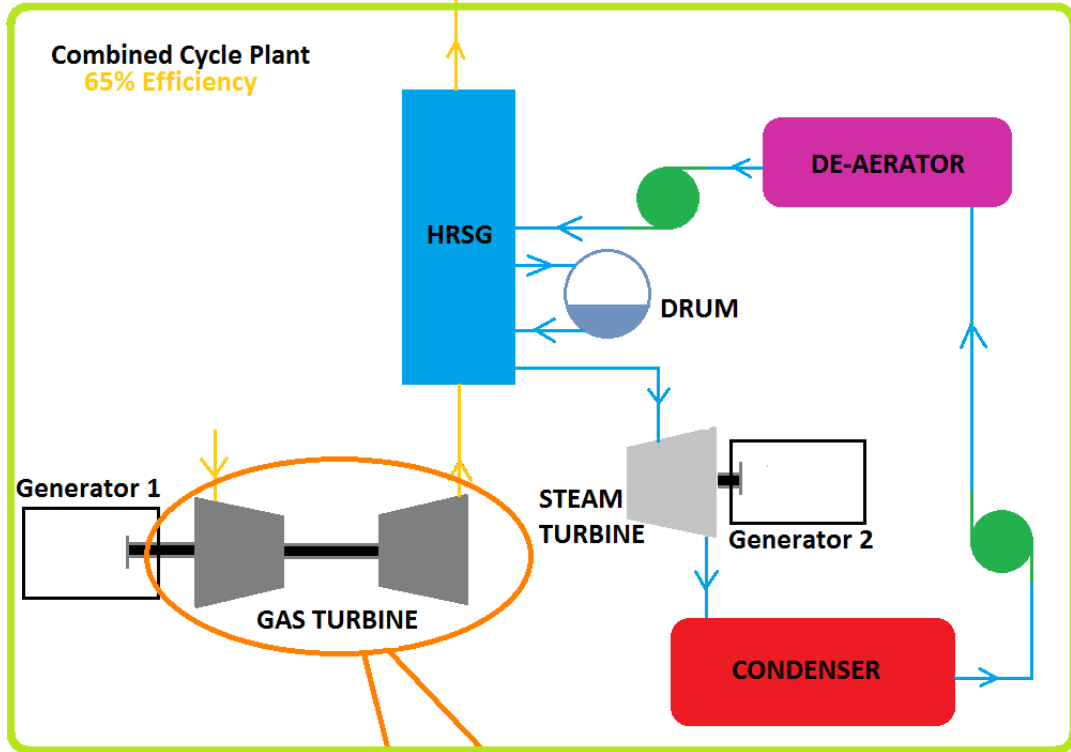 Combined Cycle Plant
65% Efficiency
DE-AERATOR
HRSG
DRUM
Generator 1
STEAM
TURBINE
Generator 2
GAS TURBINE
CONDENSER